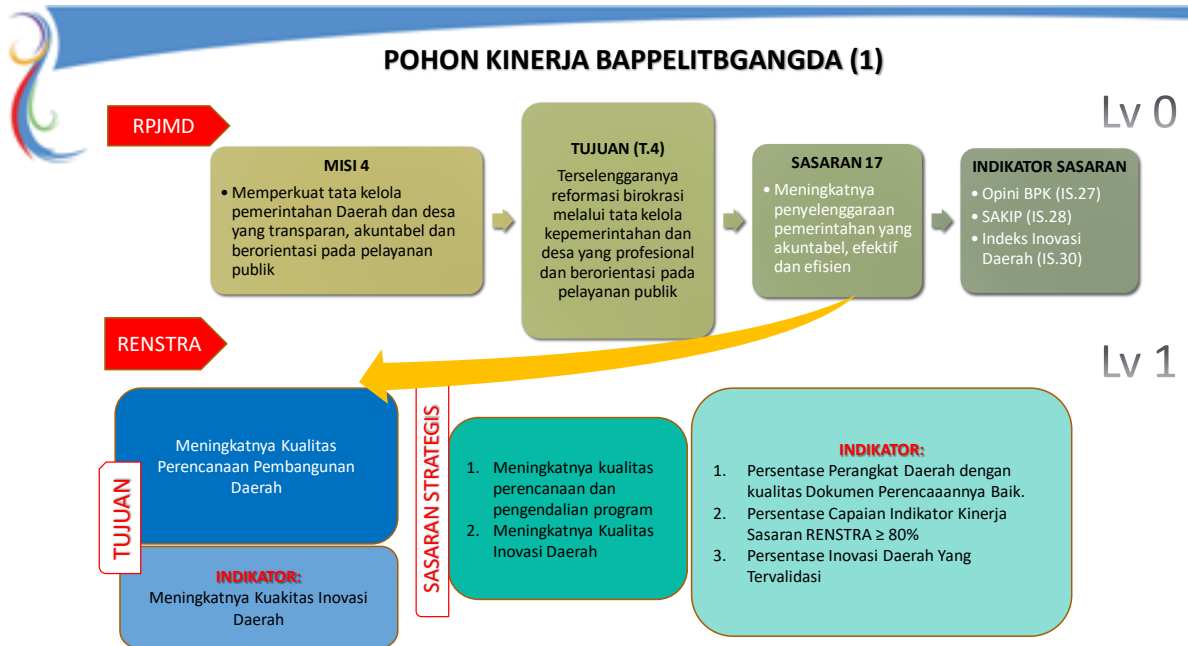 POHON KINERJA BAPPELITBGANGDA (1)
Lv 0
RPJMD
MISI 4
• Memperkuat tata kelola
pemerintahan Daerah dan desa
yang transparan, akuntabel dan
berorientasi pada pelayanan
publik
TUJUAN (T.4)
Terselenggaranya
reformasi birokrasi
melalui tata kelola
kepemerintahan dan
desa yang profesional
dan berorientasi pada
pelayanan publik
SASARAN 17
• Meningkatnya
penyelenggaraan
pemerintahan yang
akuntabel, efektif
dan efisien
INDIKATOR SASARAN
• Opini BPK (IS.27)
• SAKIP (IS.28)
• Indeks Inovasi
Daerah (IS.30)
RENSTRA
Lv 1
TUJUAN
Meningkatnya Kualitas
Perencanaan Pembangunan
Daerah
INDIKATOR:
Meningkatnya Kuakitas Inovasi
Daerah
SASARAN STRATEGIS
1. Meningkatnya kualitas
perencanaan dan
pengendalian program
2. Meningkatnya Kualitas
Inovasi Daerah
INDIKATOR:
1. Persentase Perangkat Daerah dengan
kualitas Dokumen Perencaaannya Baik.
2. Persentase Capaian Indikator Kinerja
Sasaran RENSTRA ≥ 80%
3. Persentase Inovasi Daerah Yang
Tervalidasi